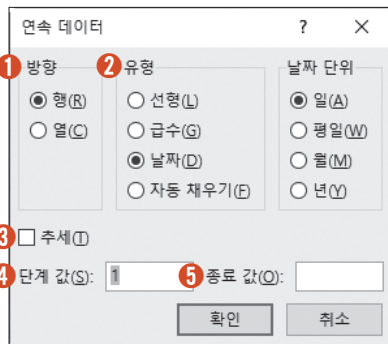 연속 데이터 ? ×
1 방향
행(R)
열(C)
2 유형
선형(L)
급수(G)
날짜(D)
자동 채우기(F)
날짜 단위
일(A)
평일(W)
월(M)
년(Y)
3 추세(T)
4 단계 값(S): 1
5 종료 값(O):
확인 취소